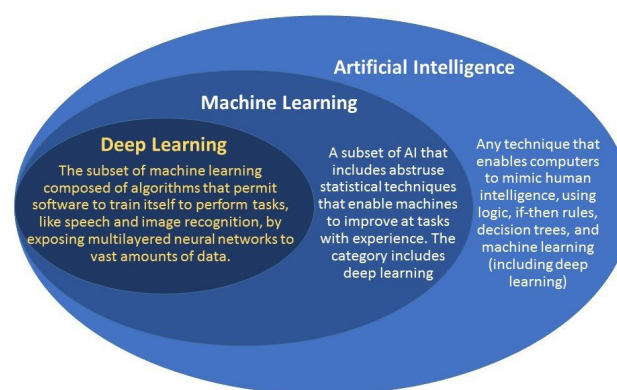 Artificial Intelligence
Machine Learning
Deep Learning
The subset of machine learning
composed of algorithms that permit
software to train itself to perform tasks,
like speech and image recognition, by
exposing multilayered neural networks to
vast amounts of data.
A subset of AI that
includes abstruse
statistical techniques
that enable machines
to improve at tasks
with experience. The
category includes
deep learning
Any technique that
enables computers
to mimic human
intelligence, using
logic, if-then rules,
decision trees, and
machine learning
(including deep
learning)